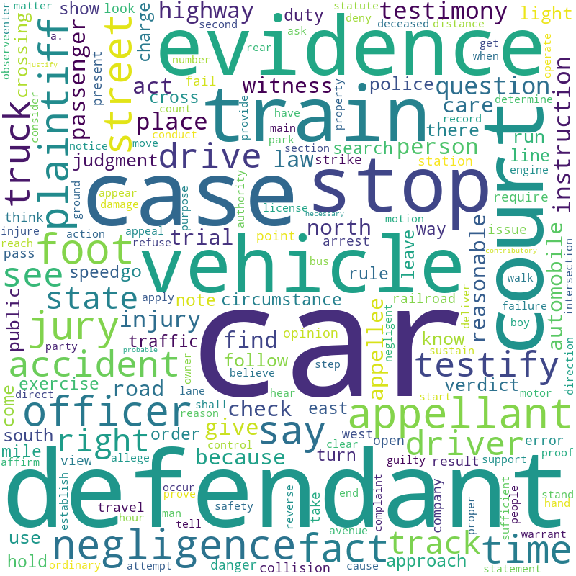 observe
center
matter
show
look
statute
deny
highway
duty
testimony
light
crossing
second
ask
rear
deceased
distance
operate
charge
evidence
when
get
number
passenger
plaintiff
street
present
act
witness
police
question
instruction
fail
cross
count
provide
property
have
main
park
care
there
record
determine
consider
truck
place
train
person
run
notice
move
conduct
section
station
line
engine
judgment
drive
law
strike
search
require
think
appear
damage
ground
purpose
authority
license
necessary
motion
case
stop
court
injure
reach
action
appeal
refuse
trial
north
arrest
way
issue
pass
foot
see
speed
go
point
bus
rule
leave
reasonable
automobile
intersection
walk
failure
boy
direction
vehicle
state
apply
note
circumstance
railroad
deliver
negligent
contributory
public
party
jury
injury
traffic
find
opinion
appellee
know
sustain
accident
probable
car
follow
believe
step
hear
testify
verdict
start
motor
come
direct
exercise
road
owner
lane
shall
reason
check
east
officer
give
say
appellant
south
order
because
control
clear
west
open
driver
error
proof
mile
affirm
view
allege
right
turn
guilty
result
support
defendant
establish
occur
prove
safety
reverse
take
end
complaint
company
proper
people
sufficient
stand
hand
use
travel
hour
man
tell
avenue
warrant
hold
negligence
fact
track
time
ordinary
attempt
danger
collision
cause
approach
statement